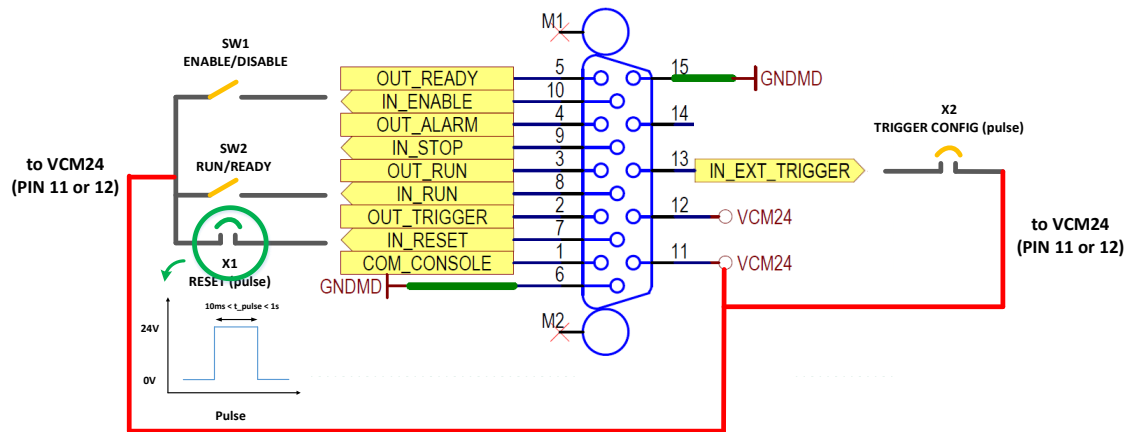 M1
SW1
ENABLE/DISABLE
OUT_READY
5
15
GNDMD
IN_ENABLE
10
OUT_ALARM
4
14
IN_STOP
9
X2
TRIGGER CONFIG (pulse)
to VCM24
(PIN 11 or 12)
SW2
RUN/READY
OUT_RUN
3
13
IN_EXT_TRIGGER
IN_RUN
8
OUT_TRIGGER
2
12
VCM24
to VCM24
(PIN 11 or 12)
IN_RESET
7
X1
RESET (pulse)
COM_CONSOLE
1
11
VCM24
GNDMD
6
10ms < t_pulse < 1s
24V
0V
Pulse
M2